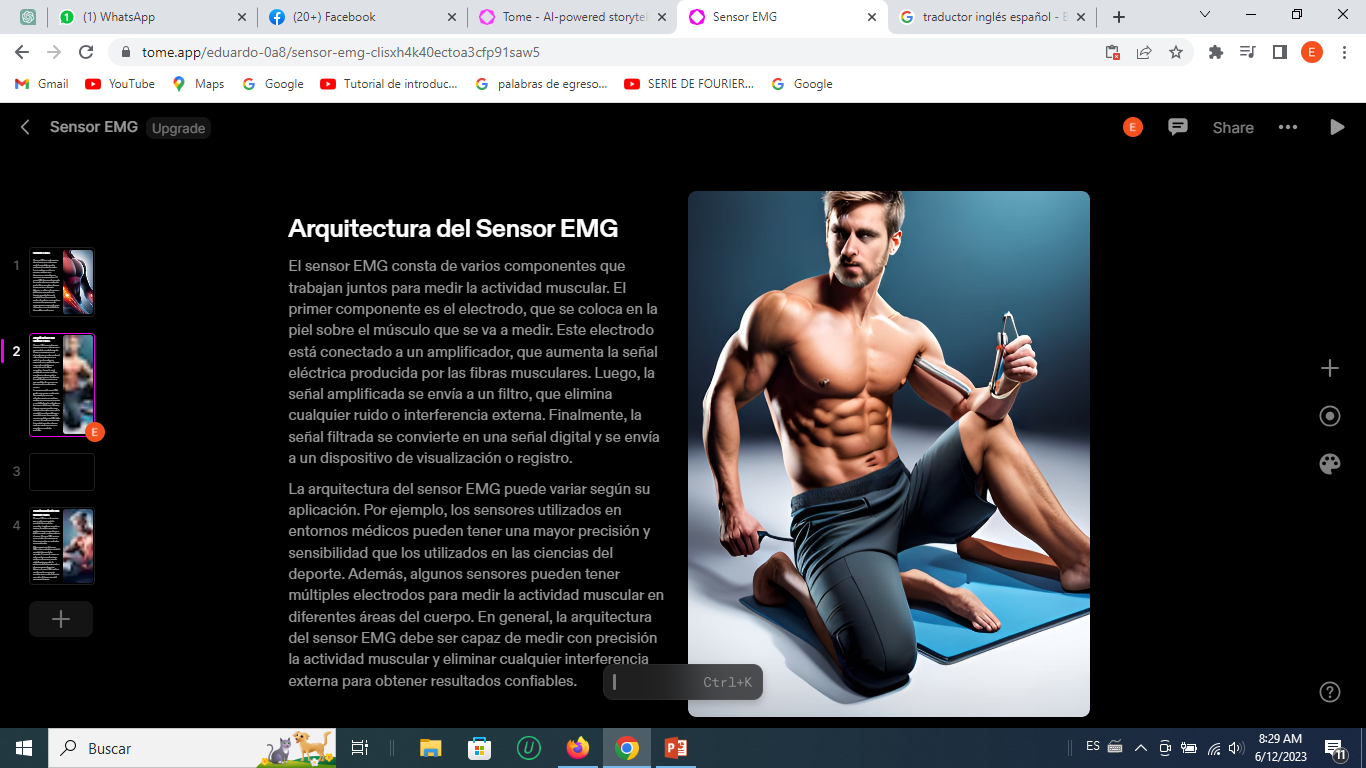 (1) WhatsApp
(20+) Facebook
Tome - AI-powered storytel
Sensor EMG
traductor inglés español - B
tome.app/eduardo-0a8/sensor-emg-clisxh4k40ectoa3cfp91saw5
E
Gmail
YouTube
Maps
Google
Tutorial de introduc...
palabras de egreso...
SERIE DE FOURIER...
Google
Sensor EMG
Upgrade
E
Share
Arquitectura del Sensor EMG
El sensor EMG consta de varios componentes que
trabajan juntos para medir la actividad muscular. El
primer componente es el electrodo, que se coloca en la
piel sobre el músculo que se va a medir. Este electrodo
está conectado a un amplificador, que aumenta la señal
eléctrica producida por las fibras musculares. Luego, la
señal amplificada se envía a un filtro, que elimina
cualquier ruido o interferencia externa. Finalmente, la
señal filtrada se convierte en una señal digital y se envía
a un dispositivo de visualización o registro.
La arquitectura del sensor EMG puede variar según su
aplicación. Por ejemplo, los sensores utilizados en
entornos médicos pueden tener una mayor precisión y
sensibilidad que los utilizados en las ciencias del
deporte. Además, algunos sensores pueden tener
múltiples electrodos para medir la actividad muscular en
diferentes áreas del cuerpo. En general, la arquitectura
del sensor EMG debe ser capaz de medir con precisión
la actividad muscular y eliminar cualquier interferencia
externa para obtener resultados confiables.
1
2
E
3
4
Ctrl+K
Buscar
ES
8:29 AM
6/12/2023
11